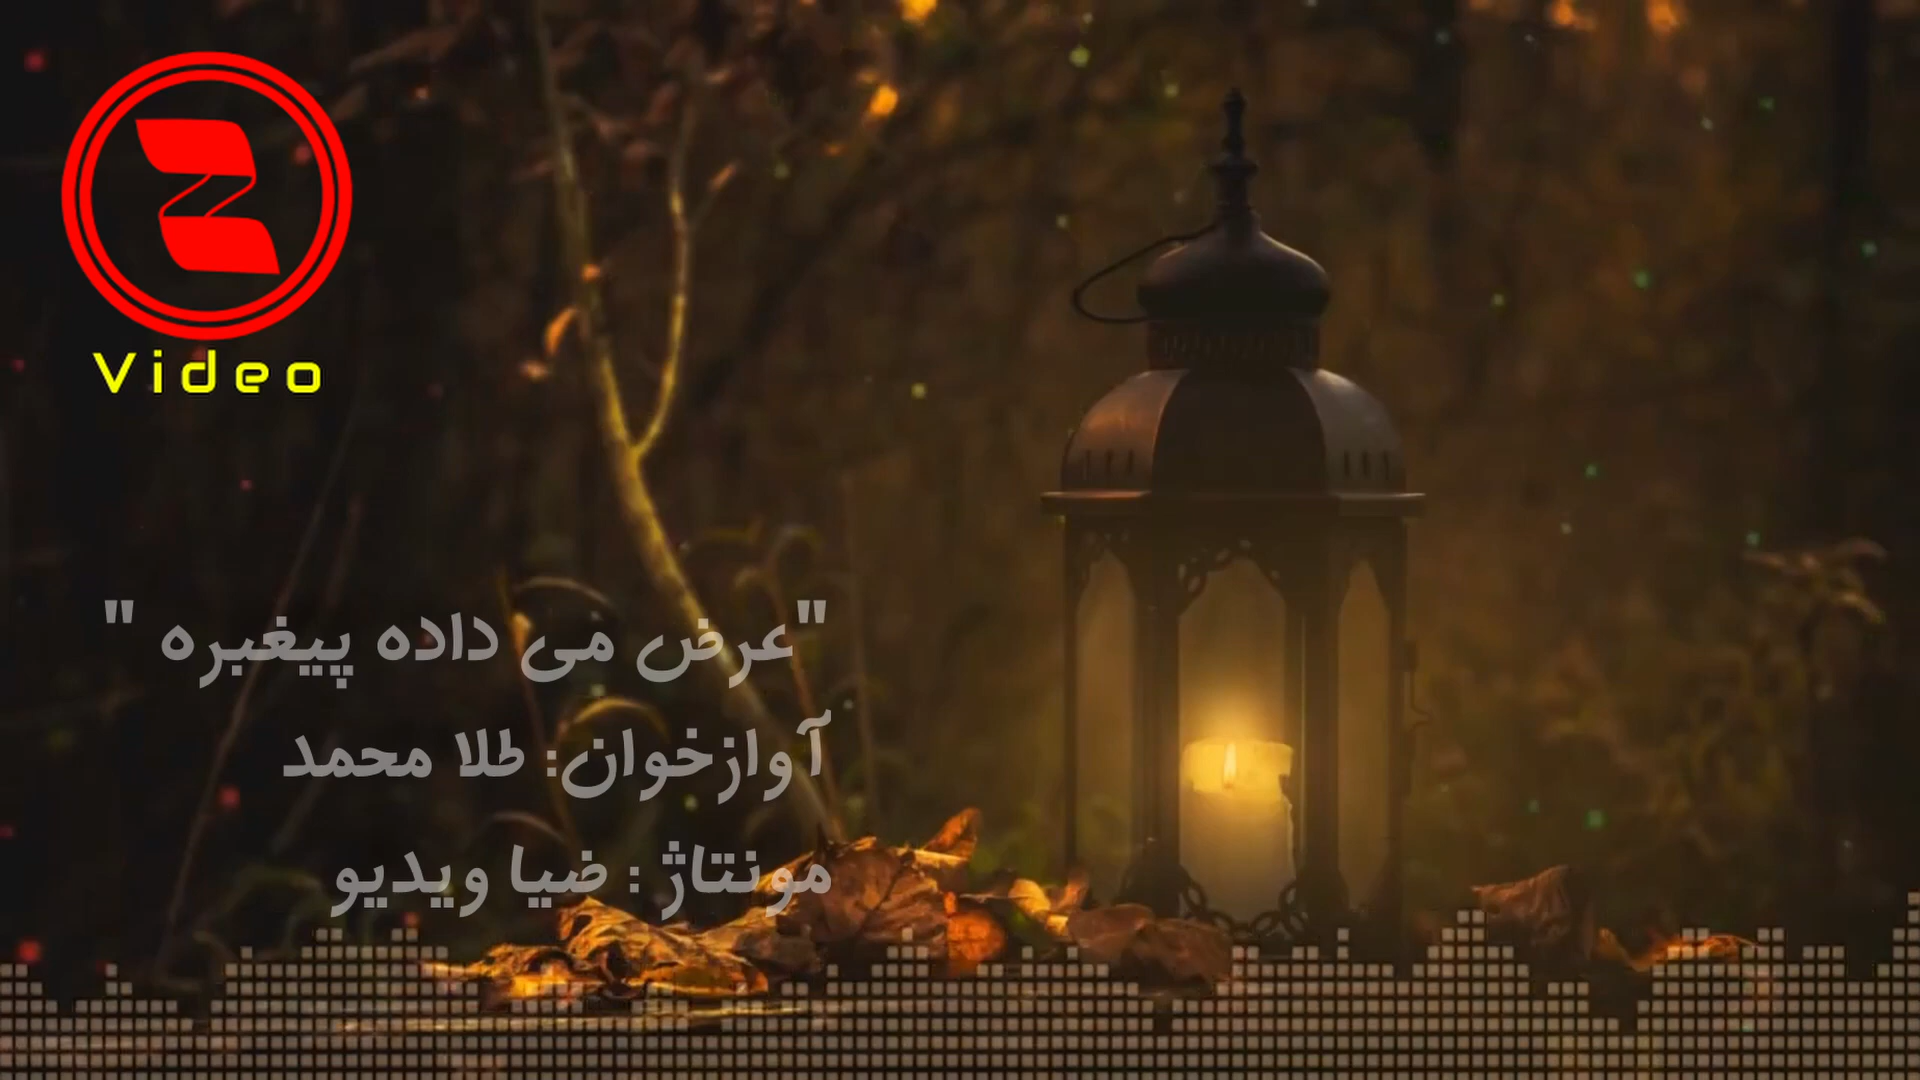 Video
"عرض می داده پیغبره "
آوازخوان: طلا محمد
مونتاژ : ضیا ویدیو